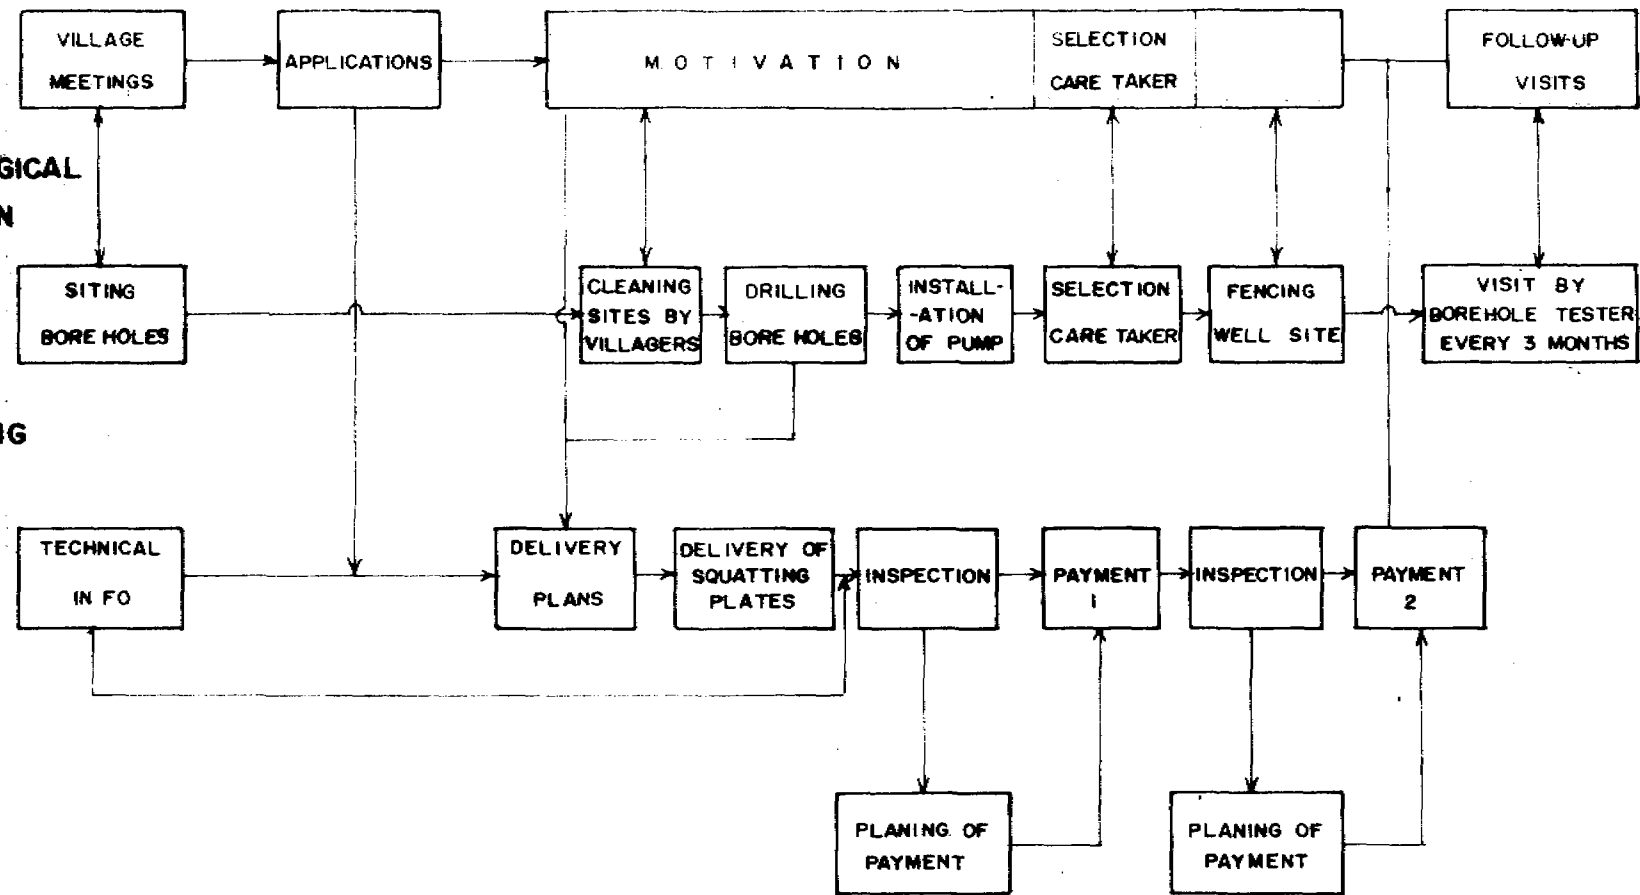 VILLAGE
MEETINGS
APPLICATIONS
MOTIVATION
SELECTION
CARE TAKER
FOLLOW-UP
VISITS
GICAL
N
SITING
BORE HOLES
CLEANING
SITES BY
VILLAGERS
DRILLING
BORE HOLES
INSTALL-
-ATION
OF PUMP
SELECTION
CARE TAKER
FENCING
WELL SITE
VISIT BY
BOREHOLE TESTER
EVERY 3 MONTHS
IG
TECHNICAL
IN FO
DELIVERY
PLANS
DELIVERY OF
SQUATTING
PLATES
INSPECTION
PAYMENT
1
INSPECTION
PAYMENT
2
PLANING OF
PAYMENT
PLANING OF
PAYMENT